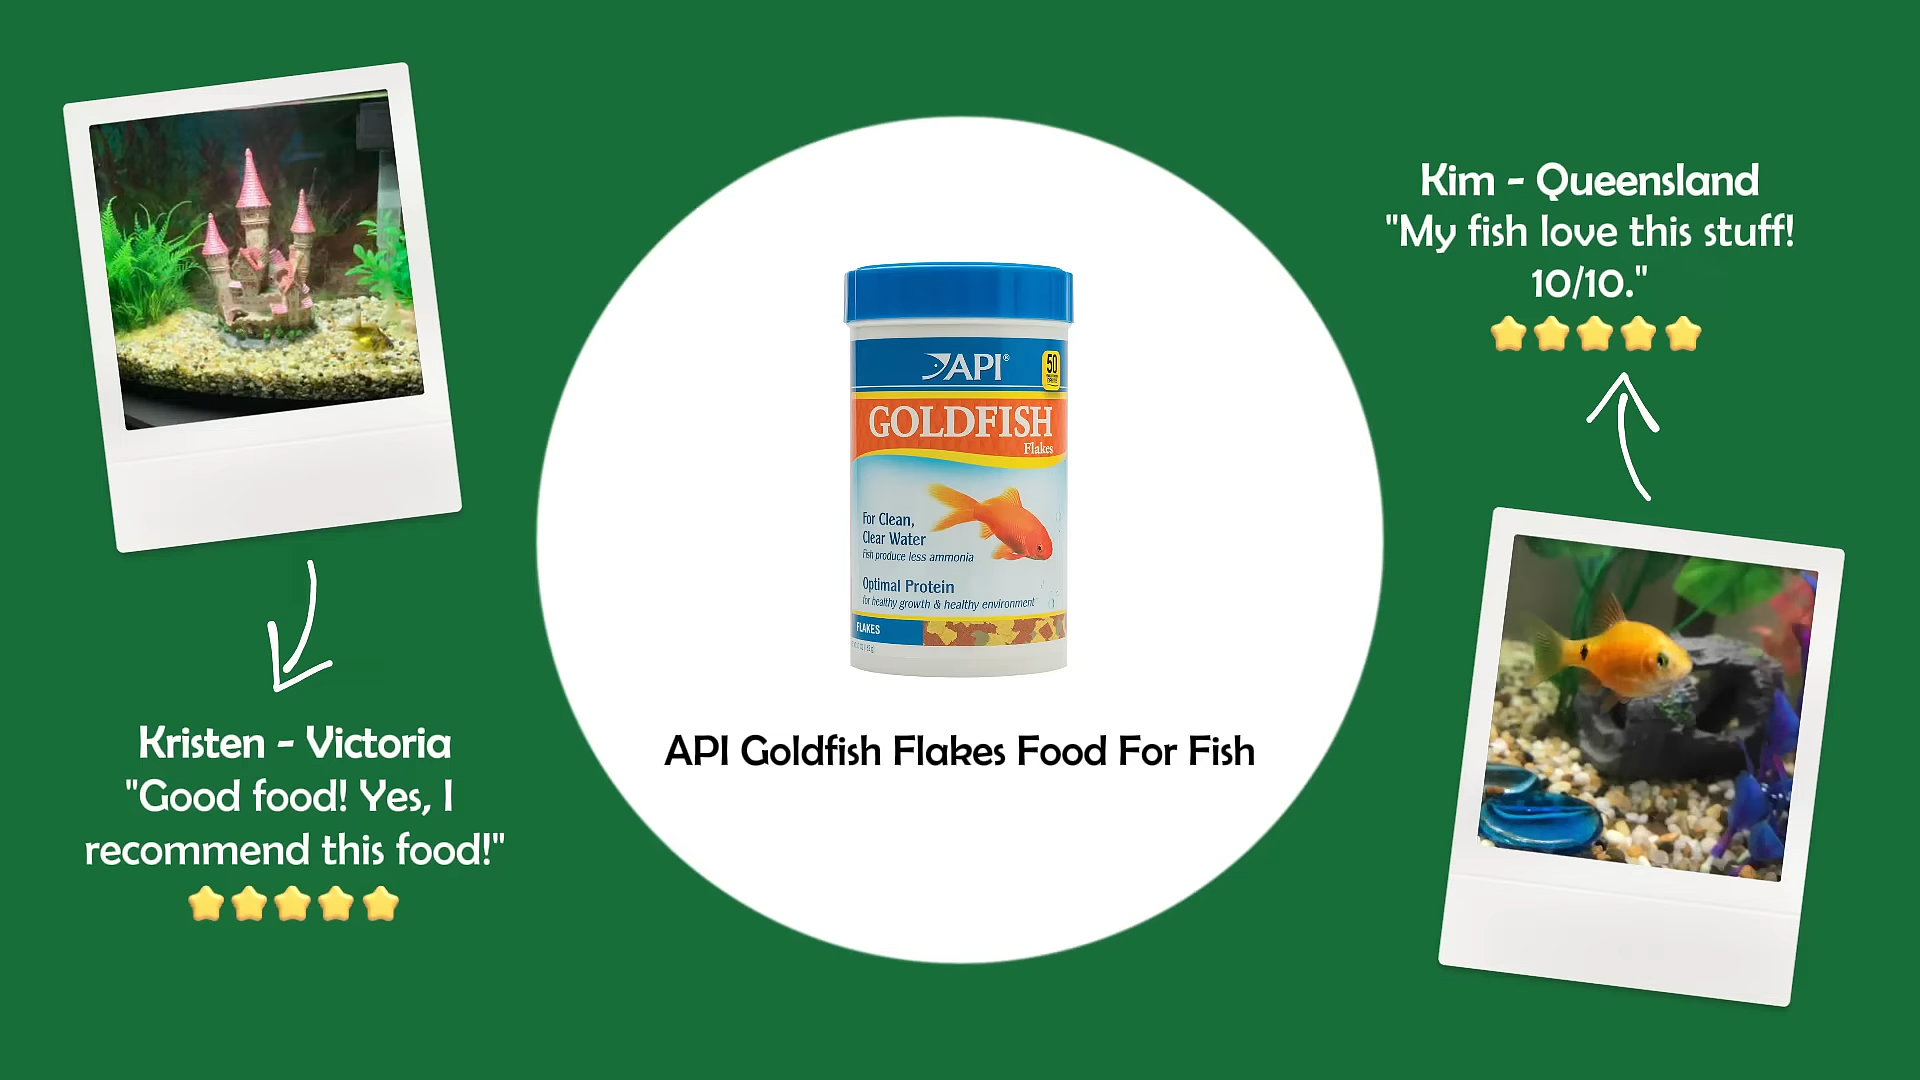 Kim - Queensland
"My fish love this stuff!
10/10."
API®
50
GOLDFISH
Flakes
For Clean,
Clear Water
Fish produce less ammonia
Optimal Protein
for healthy growth & healthy environment
FLAKES
API Goldfish Flakes Food For Fish
Kristen - Victoria
"Good food! Yes, I
recommend this food!"